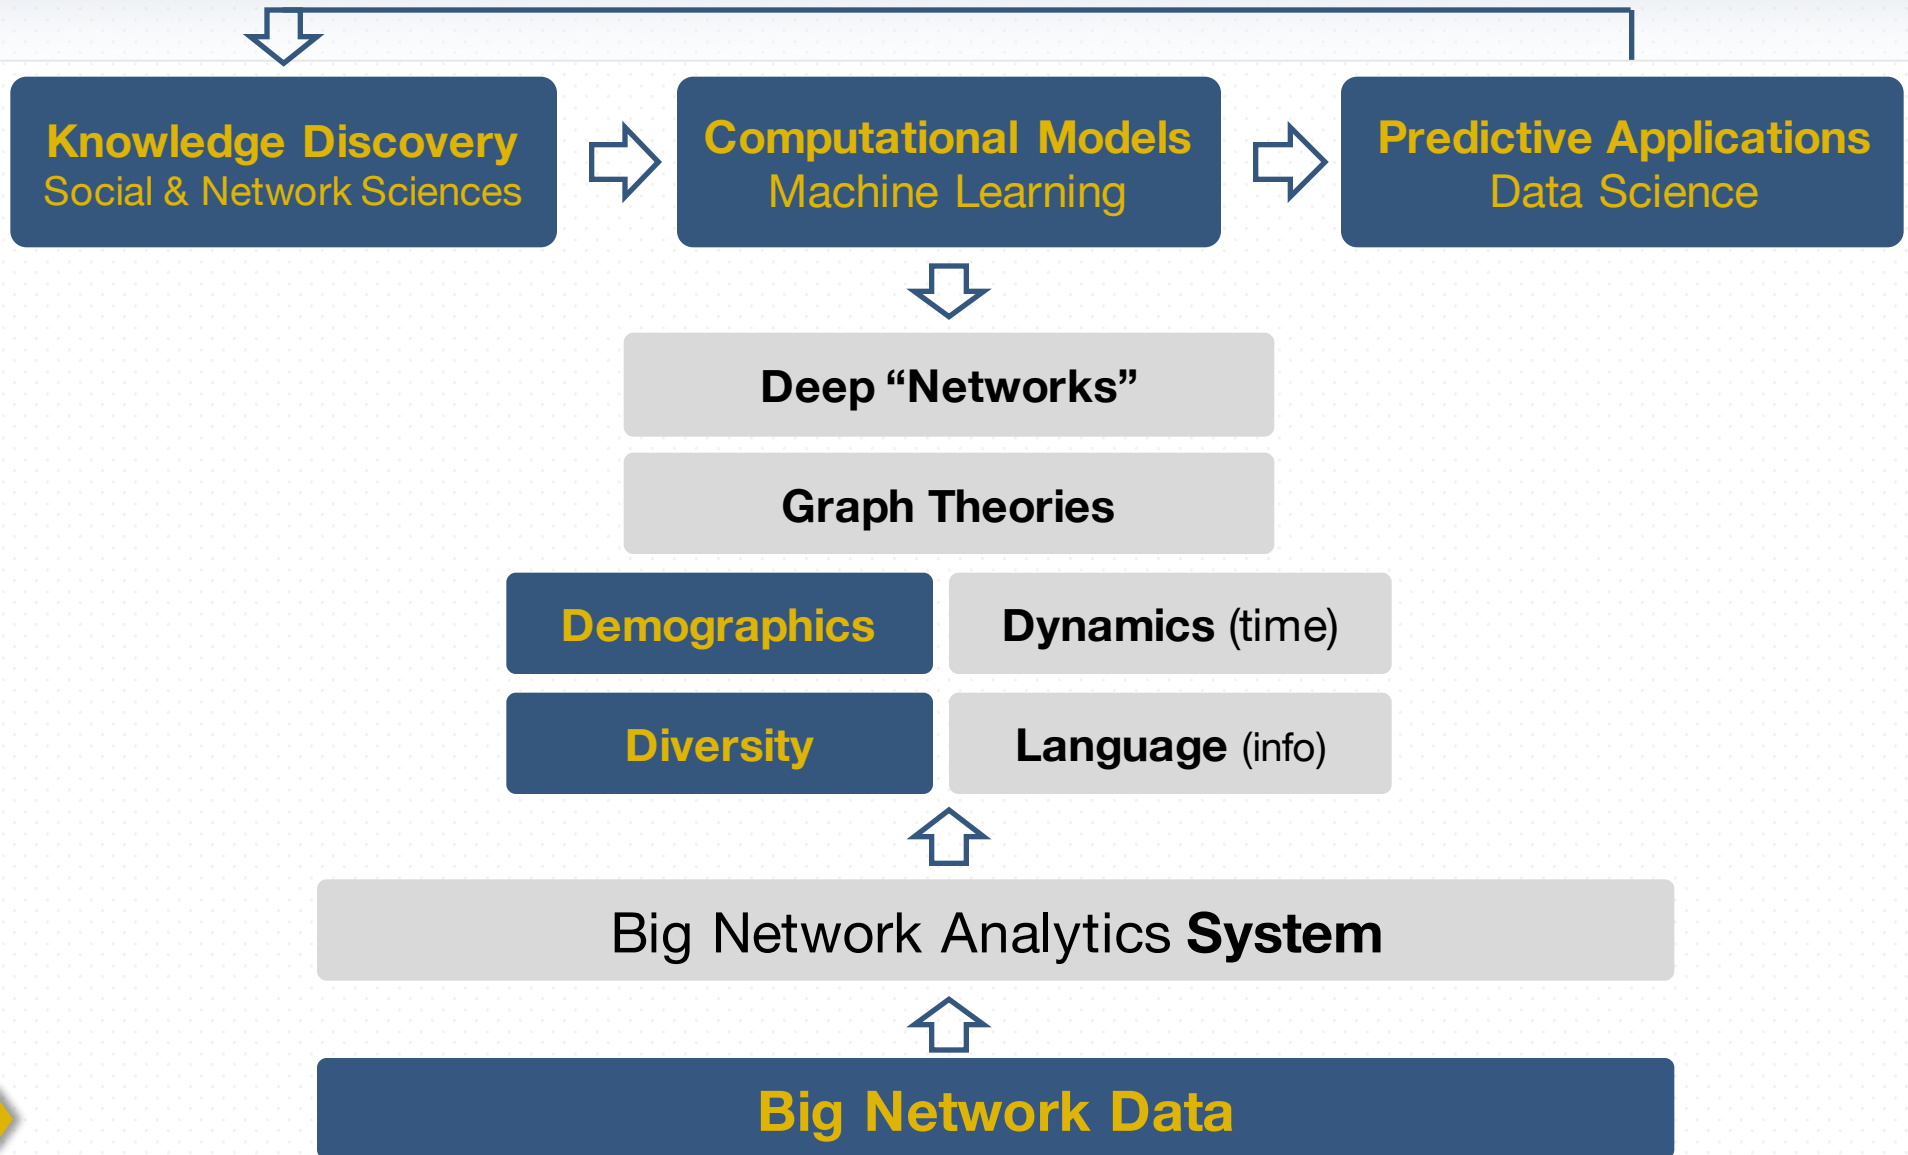 Knowledge Discovery
Social & Network Sciences
Computational Models
Machine Learning
Predictive Applications
Data Science
Deep “Networks”
Graph Theories
Demographics
Dynamics (time)
Diversity
Language (info)
Big Network Analytics System
Big Network Data